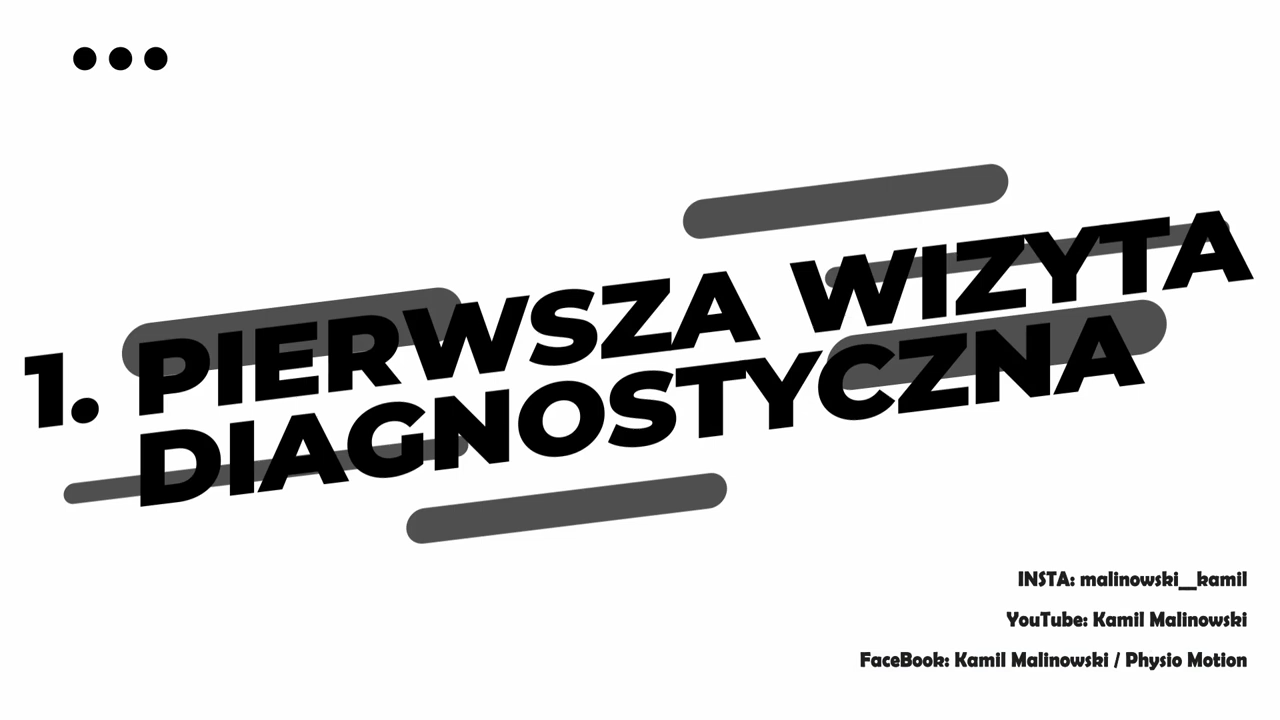 1. PIERWSZA WIZYTA
DIAGNOSTYCZNA
INSTA: malinowski__kamil
YouTube: Kamil Malinowski
FaceBook: Kamil Malinowski / Physio Motion